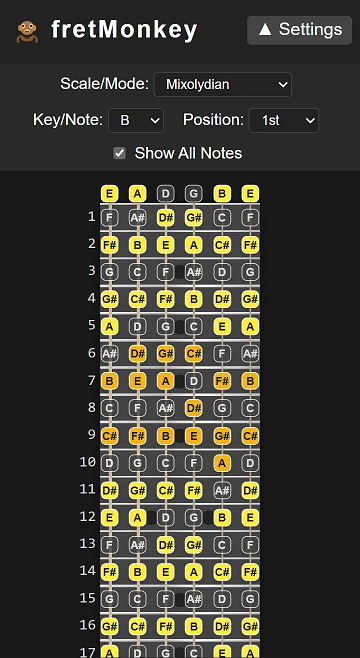 fretMonkey ▲ Settings
Scale/Mode: Mixolydian
Key/Note: B Position: 1st
Show All Notes
E A D G B E
1 F A# D# G# C F
2 F# B E A C# F#
3 G C F A# D G
4 G# C# F# B D# G#
5 A D G C E A
6 A# D# G# C# F A#
7 B E A D F# B
8 C F A# D# G C
9 C# F# B E G# C#
10 D G C F A D
11 D# G# C# F# A# D#
12 E A D G B E
13 F A# D# G# C F
14 F# B E A C# F#
15 G C F A# D G
16 G# C# F# B D# G#
17 A D G C E A